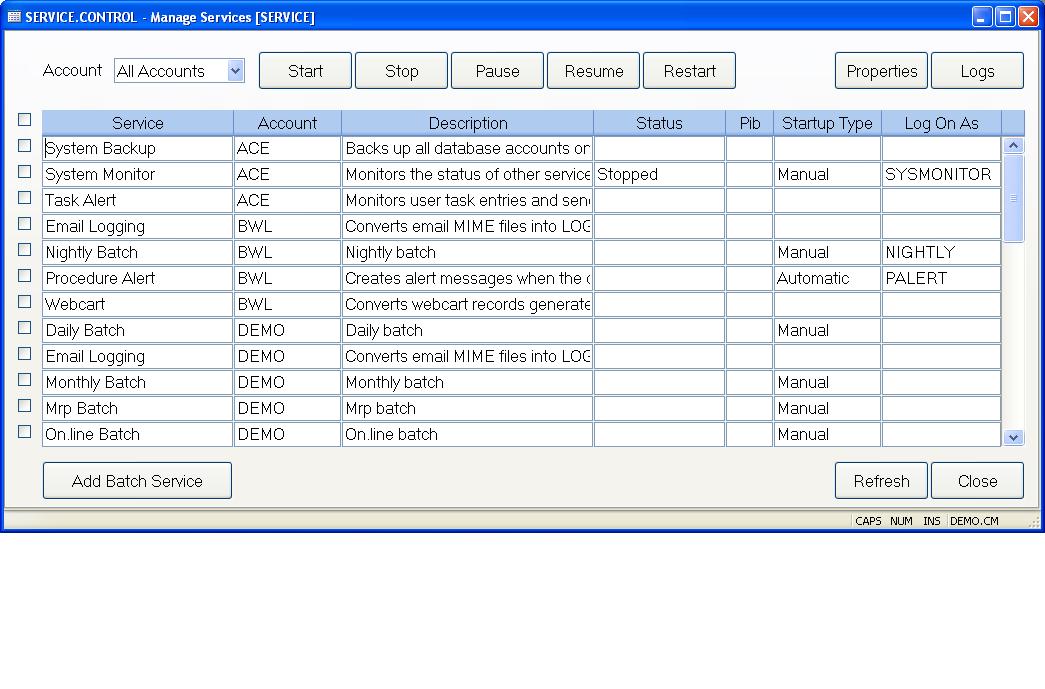 SERVICE.CONTROL - Manage Services [SERVICE]
Account All Accounts Start Stop Pause Resume Restart Properties Logs
Service Account Description Status Pib Startup Type Log On As
System Backup ACE Backs up all database accounts on
System Monitor ACE Monitors the status of other service Stopped Manual SYSMONITOR
Task Alert ACE Monitors user task entries and sen
Email Logging BWL Converts email MIME files into LOG
Nightly Batch BWL Nightly batch Manual NIGHTLY
Procedure Alert BWL Creates alert messages when the Automatic PALERT
Webcart BWL Converts webcart records generate
Daily Batch DEMO Daily batch Manual
Email Logging DEMO Converts email MIME files into LOG
Monthly Batch DEMO Monthly batch Manual
Mrp Batch DEMO Mrp batch Manual
On.line Batch DEMO On.line batch Manual
Add Batch Service Refresh Close
CAPS NUM INS DEMO.CM